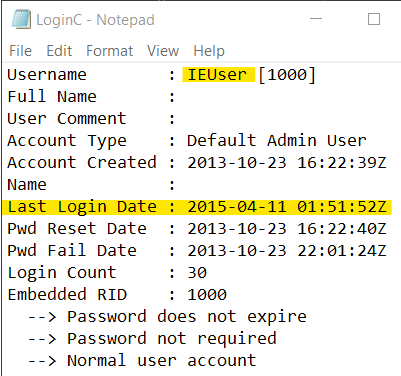 LoginC - Notepad
File Edit Format View Help
Username : IEUser [1000]
Full Name :
User Comment :
Account Type : Default Admin User
Account Created : 2013-10-23 16:22:39Z
Name :
Last Login Date : 2015-04-11 01:51:52Z
Pwd Reset Date : 2013-10-23 16:22:40Z
Pwd Fail Date : 2013-10-23 22:01:24Z
Login Count : 30
Embedded RID : 1000
--> Password does not expire
--> Password not required
--> Normal user account